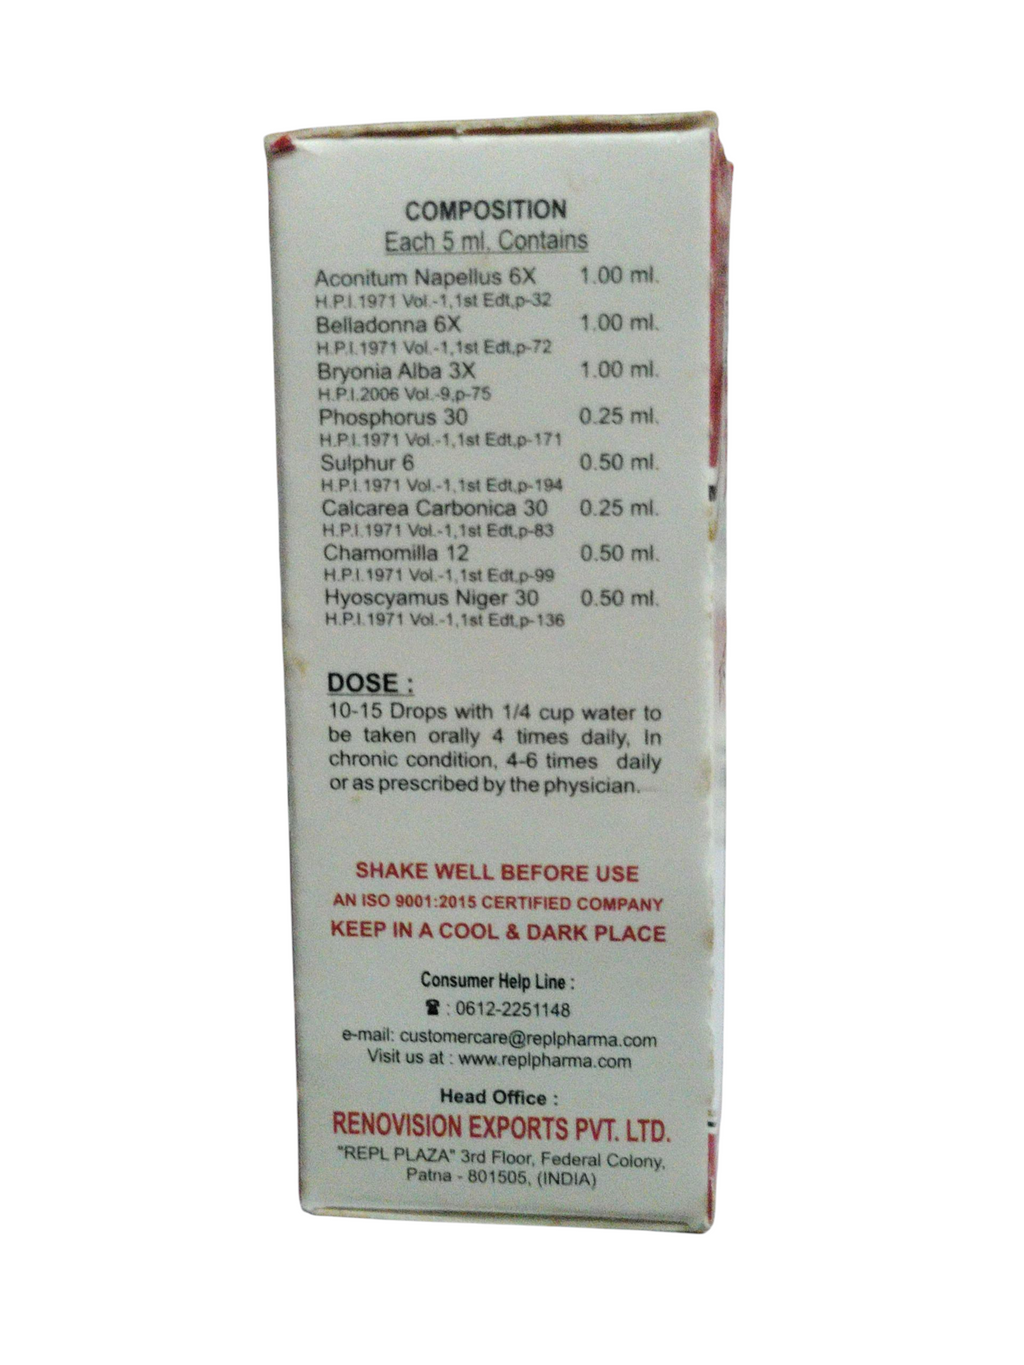 COMPOSITION
Each 5 ml. Contains
Aconitum Napellus 6X 1.00 ml.
H.P.I.1971 Vol.-1,1st Edt,p-32
Belladonna 6X 1.00 ml.
H.P.I.1971 Vol.-1,1st Edt,p-72
Bryonia Alba 3X 1.00 ml.
H.P.I.2006 Vol.-9,p-75
Phosphorus 30 0.25 ml.
H.P.I.1971 Vol.-1,1st Edt,p-171
Sulphur 6 0.50 ml.
H.P.I.1971 Vol.-1,1st Edt,p-194
Calcarea Carbonica 30 0.25 ml.
H.P.I.1971 Vol.-1,1st Edt,p-83
Chamomilla 12 0.50 ml.
H.P.I.1971 Vol.-1,1st Edt,p-99
Hyoscyamus Niger 30 0.50 ml.
H.P.I.1971 Vol.-1,1st Edt,p-136
DOSE :
10-15 Drops with 1/4 cup water to
be taken orally 4 times daily, In
chronic condition, 4-6 times daily
or as prescribed by the physician.
SHAKE WELL BEFORE USE
AN ISO 9001:2015 CERTIFIED COMPANY
KEEP IN A COOL & DARK PLACE
Consumer Help Line :
☎ : 0612-2251148
e-mail: customercare@replpharma.com
Visit us at : www.replpharma.com
Head Office :
RENOVISION EXPORTS PVT. LTD.
"REPL PLAZA" 3rd Floor, Federal Colony,
Patna - 801505, (INDIA)